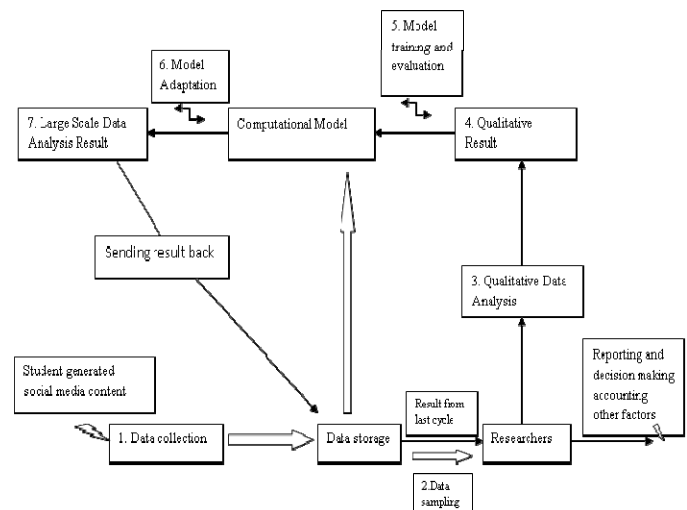 5. Model
training and
evaluation
6. Model
Adaptation
7. Large Scale Data
Analysis Result
Computational Model
4. Qualitative
Result
Sending result back
3. Qualitative Data
Analysis
Student generated
social media content
Reporting and
decision making
accounting
other factors
1. Data collection
Data storage
Result from
last cycle
Researchers
2.Data
sampling